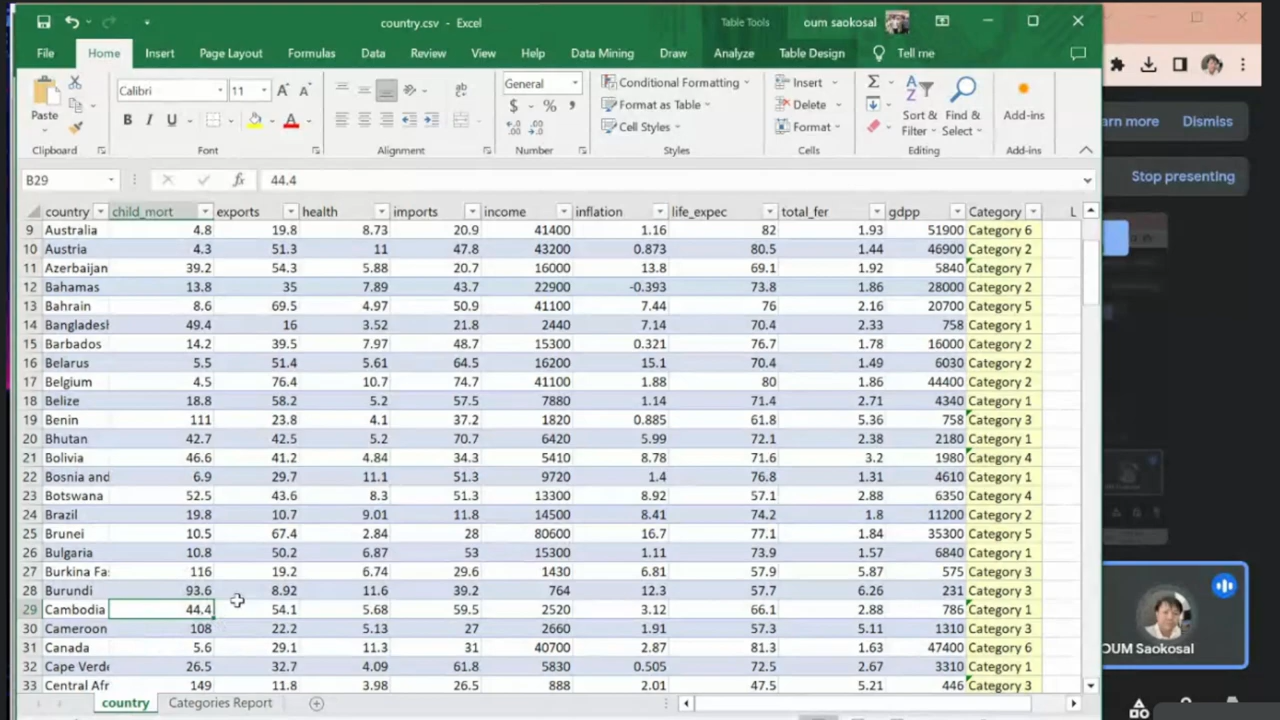 country.csv - Excel
Table Tools
oum saokosal
File Home Insert Page Layout Formulas Data Review View Help Data Mining Draw Analyze Table Design Tell me
Paste
Calibri 11
General
$ % ,
B I U
Conditional Formatting
Format as Table
Cell Styles
Insert
Delete
Format
Sort & Filter
Find & Select
Add-ins
Clipboard Font Alignment Number Styles Cells Editing Add-ins
B29 fx 44.4
country child_mort exports health imports income inflation life_expec total_fer gdpp Category L
9 Australia 4.8 19.8 8.73 20.9 41400 1.16 82 1.93 51900 Category 6
10 Austria 4.3 51.3 11 47.8 43200 0.873 80.5 1.44 46900 Category 2
11 Azerbaijan 39.2 54.3 5.88 20.7 16000 13.8 69.1 1.92 5840 Category 7
12 Bahamas 13.8 35 7.89 43.7 22900 -0.393 73.8 1.86 28000 Category 2
13 Bahrain 8.6 69.5 4.97 50.9 41100 7.44 76 2.16 20700 Category 5
14 Bangladesh 49.4 16 3.52 21.8 2440 7.14 70.4 2.33 758 Category 1
15 Barbados 14.2 39.5 7.97 48.7 15300 0.321 76.7 1.78 16000 Category 2
16 Belarus 5.5 51.4 5.61 64.5 16200 15.1 70.4 1.49 6030 Category 2
17 Belgium 4.5 76.4 10.7 74.7 41100 1.88 80 1.86 44400 Category 2
18 Belize 18.8 58.2 5.2 57.5 7880 1.14 71.4 2.71 4340 Category 1
19 Benin 111 23.8 4.1 37.2 1820 0.885 61.8 5.36 758 Category 3
20 Bhutan 42.7 42.5 5.2 70.7 6420 5.99 72.1 2.38 2180 Category 1
21 Bolivia 46.6 41.2 4.84 34.3 5410 8.78 71.6 3.2 1980 Category 4
22 Bosnia and 6.9 29.7 11.1 51.3 9720 1.4 76.8 1.31 4610 Category 1
23 Botswana 52.5 43.6 8.3 51.3 13300 8.92 57.1 2.88 6350 Category 4
24 Brazil 19.8 10.7 9.01 11.8 14500 8.41 74.2 1.8 11200 Category 2
25 Brunei 10.5 67.4 2.84 28 80600 16.7 77.1 1.84 35300 Category 5
26 Bulgaria 10.8 50.2 6.87 53 15300 1.11 73.9 1.57 6840 Category 1
27 Burkina Fa 116 19.2 6.74 29.6 1430 6.81 57.9 5.87 575 Category 3
28 Burundi 93.6 8.92 11.6 39.2 764 12.3 57.7 6.26 231 Category 3
29 Cambodia 44.4 54.1 5.68 59.5 2520 3.12 66.1 2.88 786 Category 1
30 Cameroon 108 22.2 5.13 27 2660 1.91 57.3 5.11 1310 Category 3
31 Canada 5.6 29.1 11.3 31 40700 2.87 81.3 1.63 47400 Category 6
32 Cape Verde 26.5 32.7 4.09 61.8 5830 0.505 72.5 2.67 3310 Category 1
33 Central Afr 149 11.8 3.98 26.5 888 2.01 47.5 5.21 446 Category 3
country Categories Report
arn more Dismiss
Stop presenting
OUM Saokosal